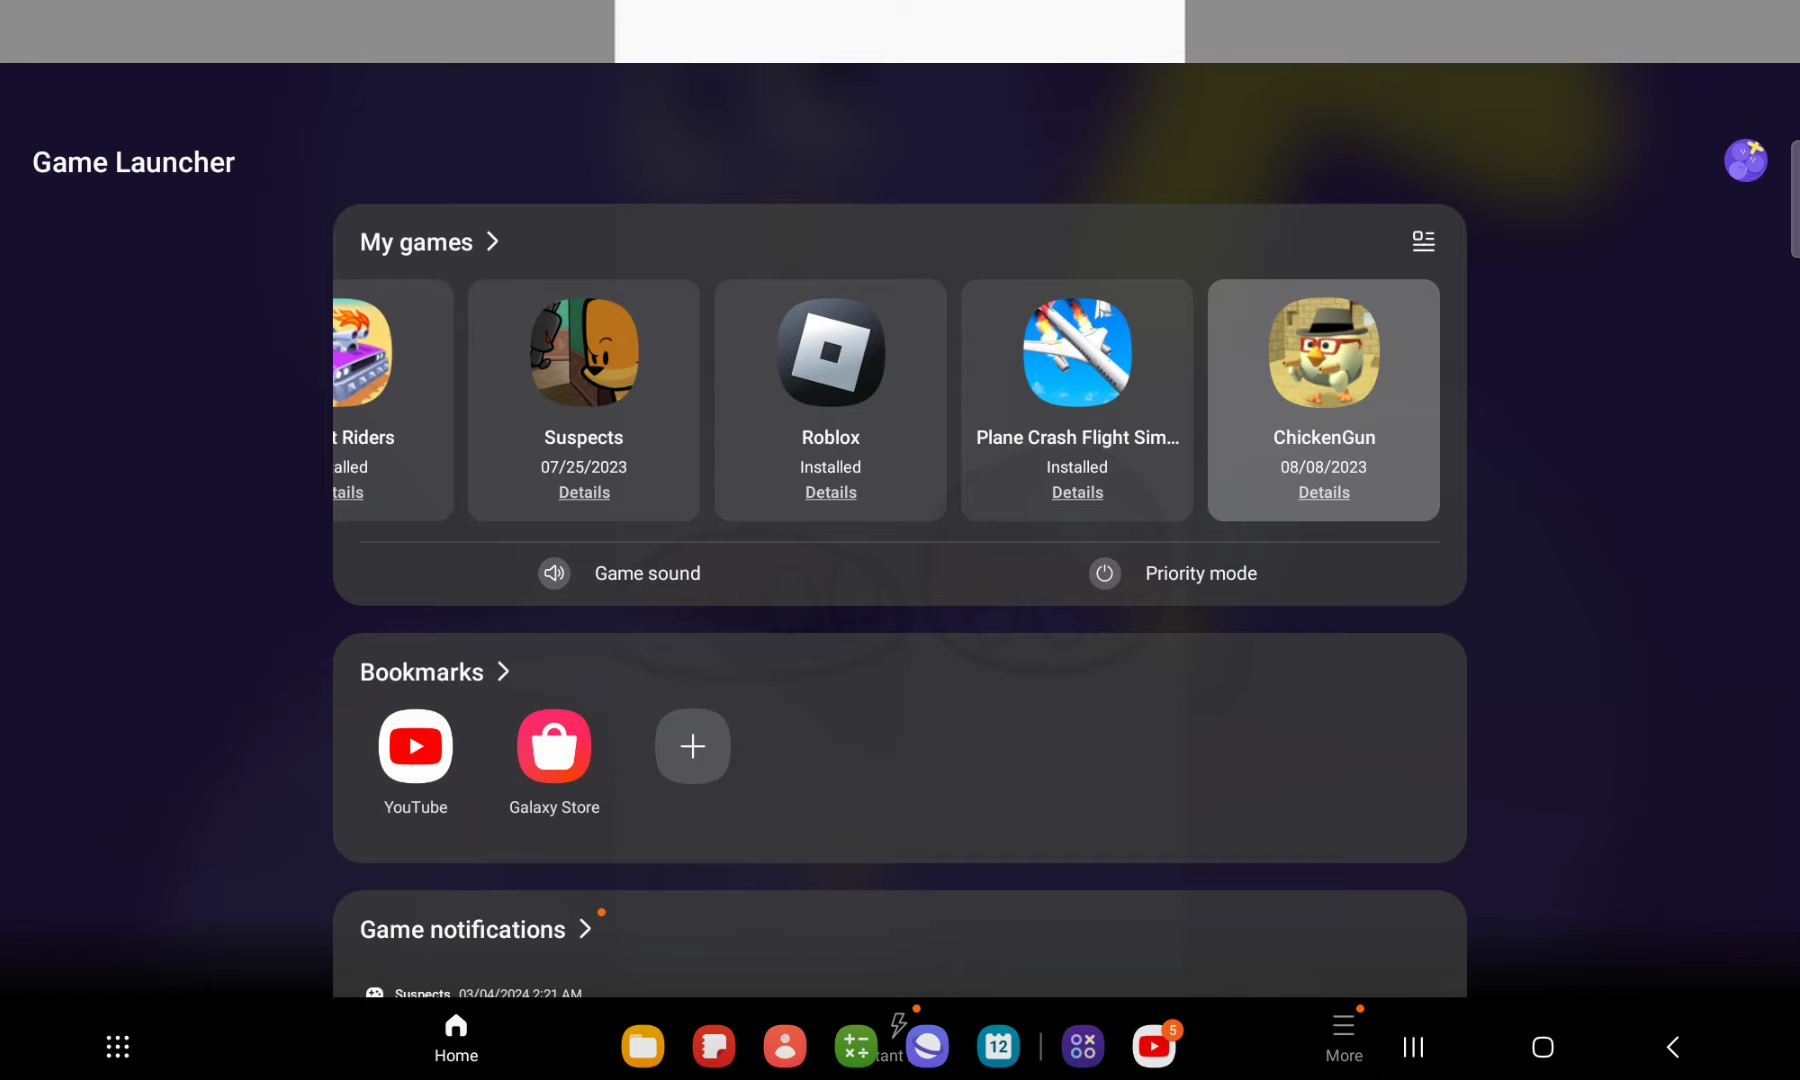 Game Launcher
My games
t Riders
Suspects
Roblox
Plane Crash Flight Sim...
ChickenGun
alled
07/25/2023
Installed
Installed
08/08/2023
tails
Details
Details
Details
Details
Game sound
Priority mode
Bookmarks
YouTube
Galaxy Store
Game notifications
Suspects 03/04/2024 2:21 AM
Home
tant
12
5
More